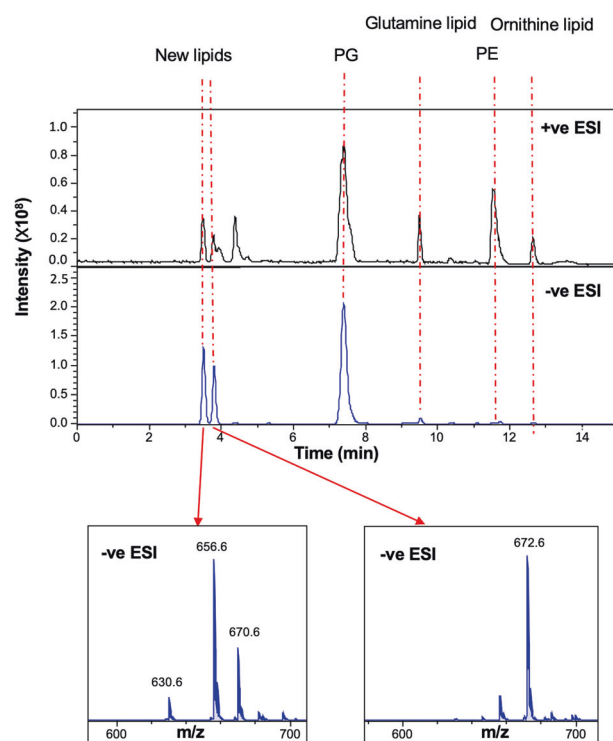 Glutamine lipid Ornithine lipid
New lipids PG PE
+ve ESI
1.0
0.8
0.6
0.4
0.2
0.0
Intensity (X10⁸)
2.5
-ve ESI
2.0
1.5
1.0
0.5
0.0
0 2 4 6 8 10 12 14
Time (min)
-ve ESI
656.6
670.6
630.6
600 m/z 700
-ve ESI
672.6
600 m/z 700